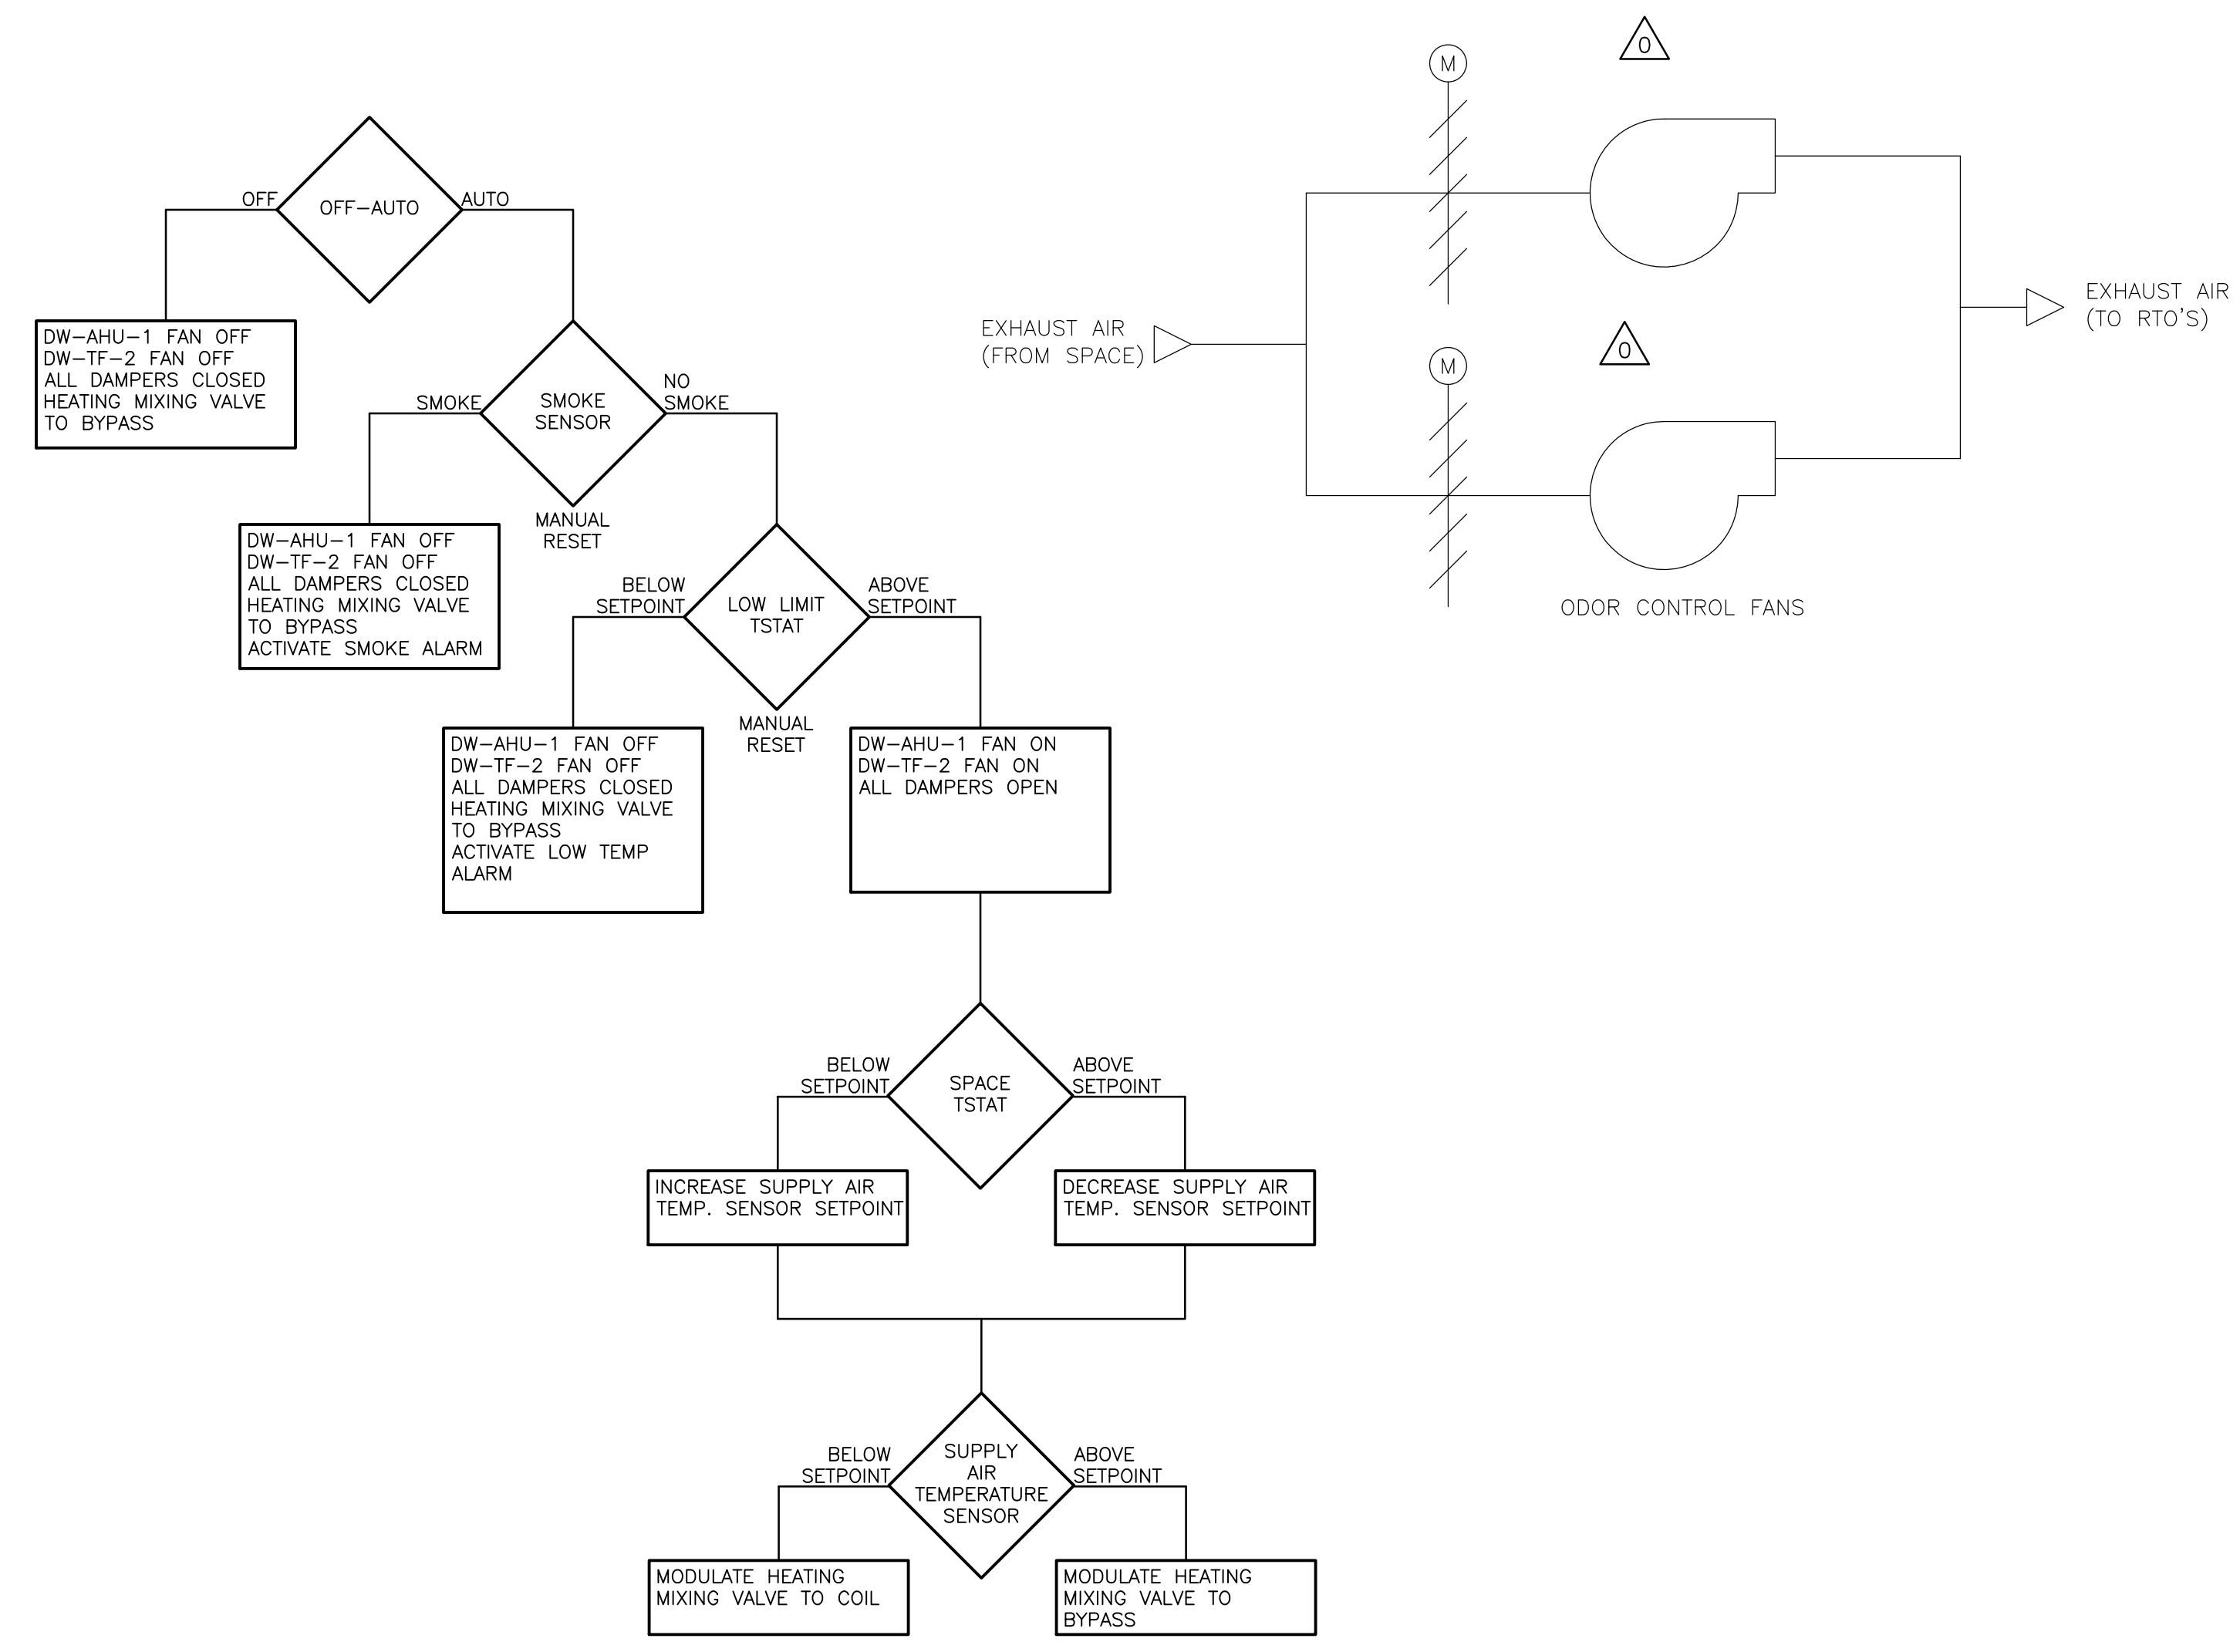 OFF-AUTO
OFF
AUTO
DW-AHU-1 FAN OFF
DW-TF-2 FAN OFF
ALL DAMPERS CLOSED
HEATING MIXING VALVE
TO BYPASS
SMOKE
SENSOR
SMOKE
NO
SMOKE
MANUAL
RESET
DW-AHU-1 FAN OFF
DW-TF-2 FAN OFF
ALL DAMPERS CLOSED
HEATING MIXING VALVE
TO BYPASS
ACTIVATE SMOKE ALARM
LOW LIMIT
TSTAT
BELOW
SETPOINT
ABOVE
SETPOINT
MANUAL
RESET
DW-AHU-1 FAN OFF
DW-TF-2 FAN OFF
ALL DAMPERS CLOSED
HEATING MIXING VALVE
TO BYPASS
ACTIVATE LOW TEMP
ALARM
DW-AHU-1 FAN ON
DW-TF-2 FAN ON
ALL DAMPERS OPEN
SPACE
TSTAT
BELOW
SETPOINT
ABOVE
SETPOINT
INCREASE SUPPLY AIR
TEMP. SENSOR SETPOINT
DECREASE SUPPLY AIR
TEMP. SENSOR SETPOINT
SUPPLY
AIR
TEMPERATURE
SENSOR
BELOW
SETPOINT
ABOVE
SETPOINT
MODULATE HEATING
MIXING VALVE TO COIL
MODULATE HEATING
MIXING VALVE TO
BYPASS
M
0
EXHAUST AIR
(FROM SPACE)
M
0
EXHAUST AIR
(TO RTO'S)
ODOR CONTROL FANS